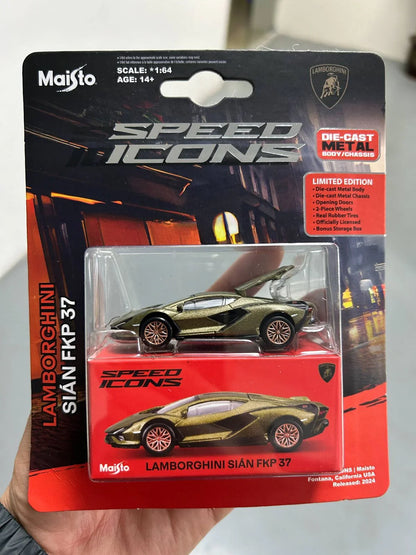 Maisto
SCALE: *1:64
AGE: 14+
LAMBORGHINI
SPEED
ICONS
DIE-CAST
METAL
BODY/CHASSIS
LIMITED EDITION
• Die-cast Metal Body
• Die-cast Metal Chassis
• Opening Doors
• 2-Piece Wheels
• Real Rubber Tires
• Officially Licensed
• Bonus Storage Box
LAMBORGHINI
SIÁN FKP 37
SPEED
ICONS
Maisto
LAMBORGHINI SIÁN FKP 37
ONS | Maisto
Fontana, California USA
Released: 2024